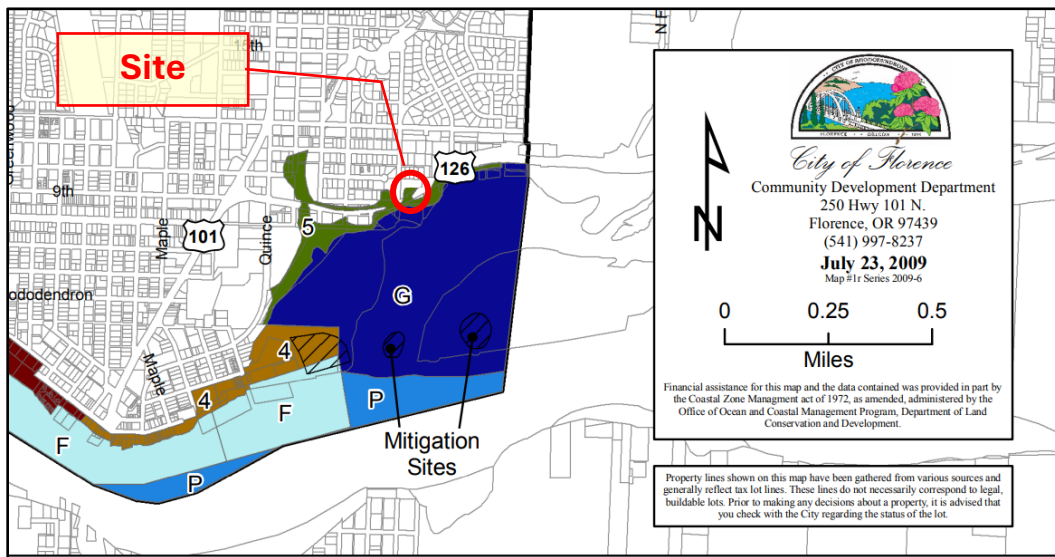 15th
Site
Greenwood
9th
Maple
101
Quince
126
5
ododendron
G
Maple
4
4
F
F
P
P
Mitigation
Sites
N
CITY OF RHODODENDRONS
FLORENCE OREGON
City of Florence
Community Development Department
250 Hwy 101 N.
Florence, OR 97439
(541) 997-8237
July 23, 2009
Map #1r Series 2009-6
0 0.25 0.5
Miles
Financial assistance for this map and the data contained was provided in part by
the Coastal Zone Managment act of 1972, as amended, administered by the
Office of Ocean and Coastal Management Program, Department of Land
Conservation and Development.
Property lines shown on this map have been gathered from various sources and
generally reflect tax lot lines. These lines do not necessarily correspond to legal,
buildable lots. Prior to making any decisions about a property, it is advised that
you check with the City regarding the status of the lot.